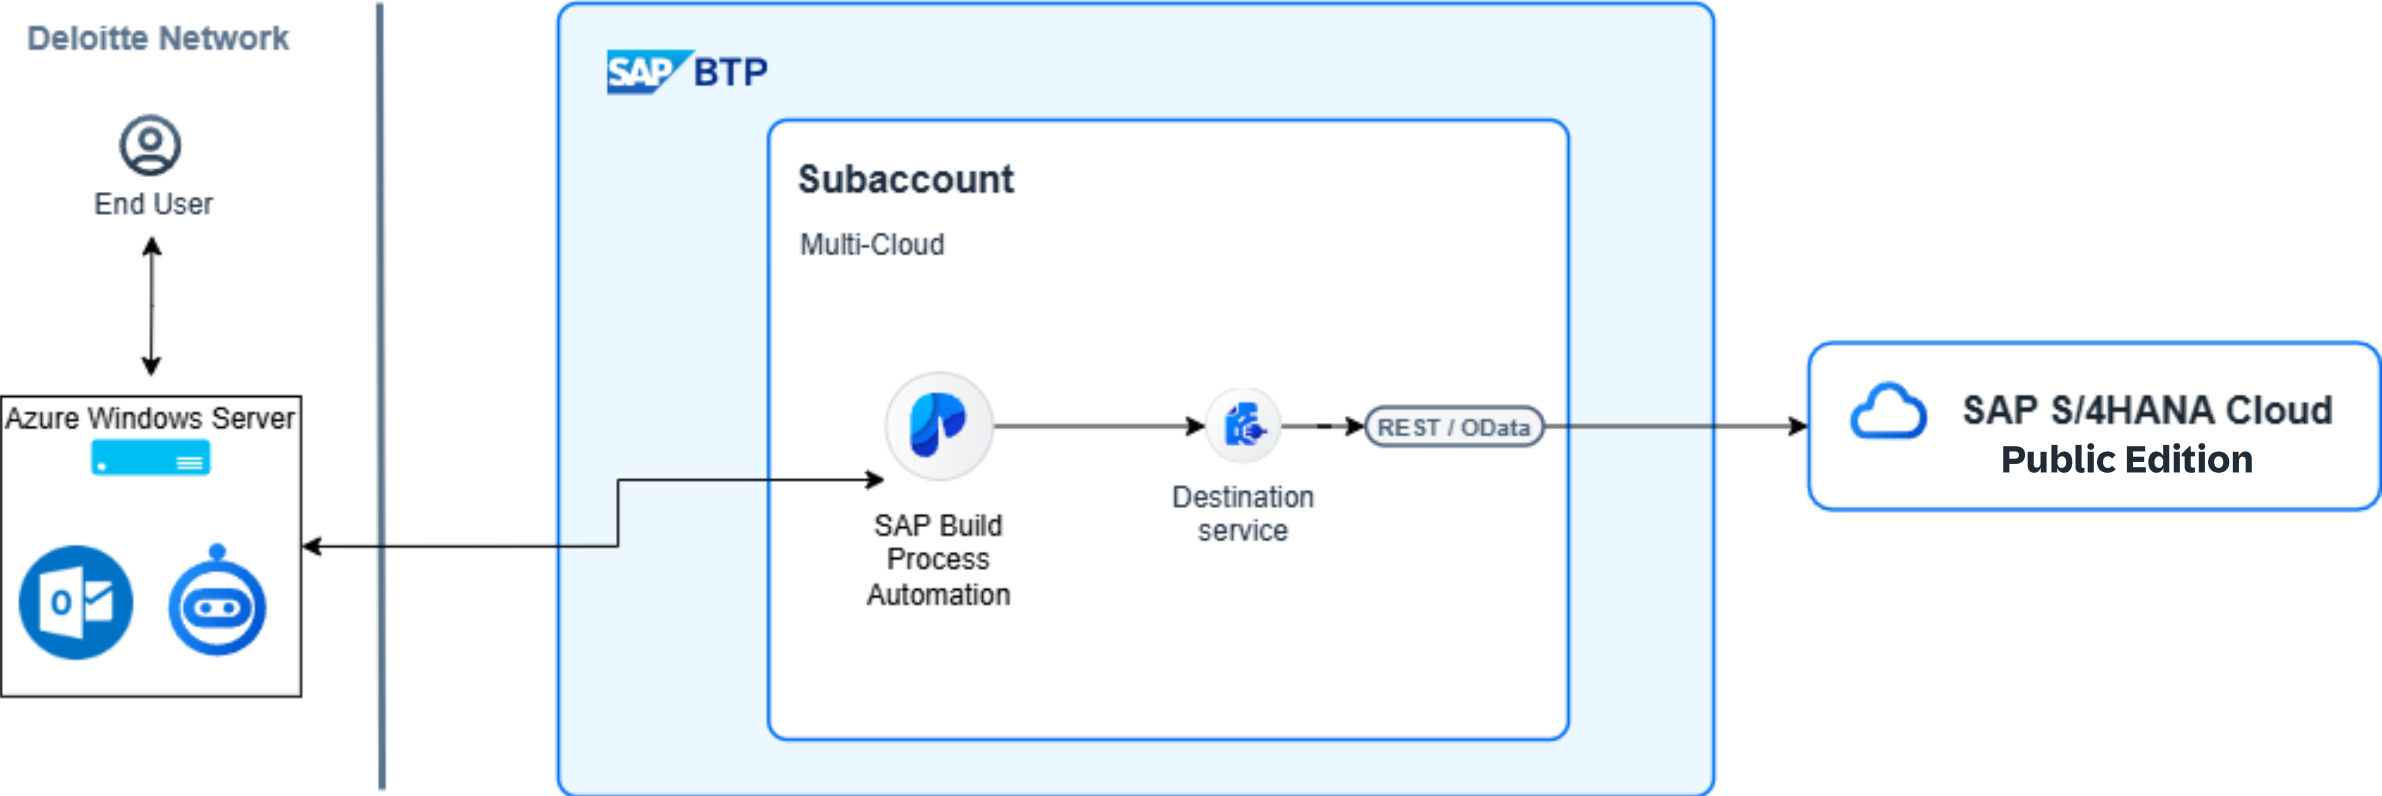 Deloitte Network
End User
Azure Windows Server
O
SAP BTP
Subaccount
Multi-Cloud
SAP Build
Process
Automation
Destination
service
REST / OData
SAP S/4HANA Cloud
Public Edition